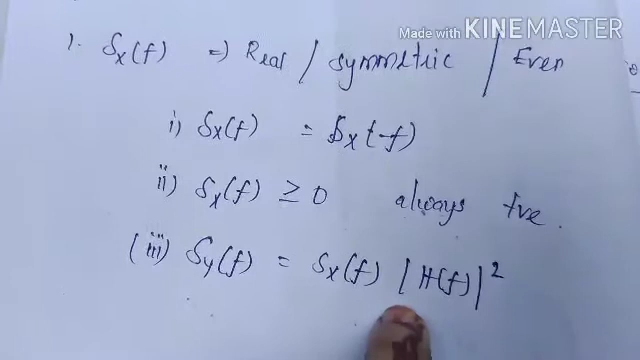 Made with KINEMASTER
1. Sx(f) ⇒ Real / symmetric / Even
i) Sx(f) = Sx(-f)
ii) Sx(f) ≥ 0 always +ve.
(iii) Sy(f) = Sx(f) |H(f)|²